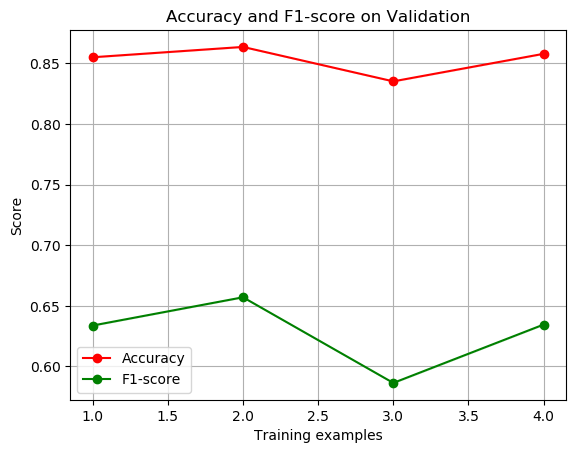 Accuracy and F1-score on Validation
Score
0.85
0.80
0.75
0.70
0.65
0.60
Accuracy
F1-score
1.0 1.5 2.0 2.5 3.0 3.5 4.0
Training examples